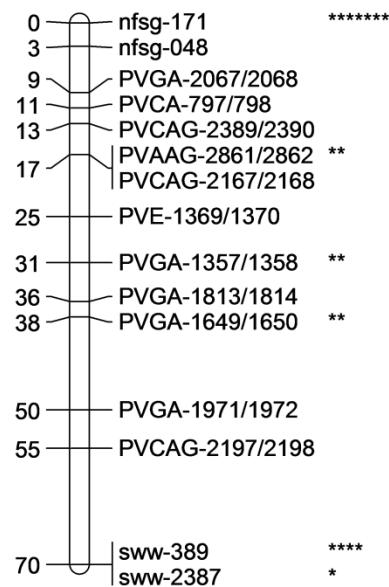 0 nfsg-171 *******
3 nfsg-048
9 PVGA-2067/2068
11 PVCA-797/798
13 PVCAG-2389/2390
17 PVAAG-2861/2862 **
PVCAG-2167/2168
25 PVE-1369/1370
31 PVGA-1357/1358 **
36 PVGA-1813/1814
38 PVGA-1649/1650 **
50 PVGA-1971/1972
55 PVCAG-2197/2198
70 sww-389 ****
sww-2387 *